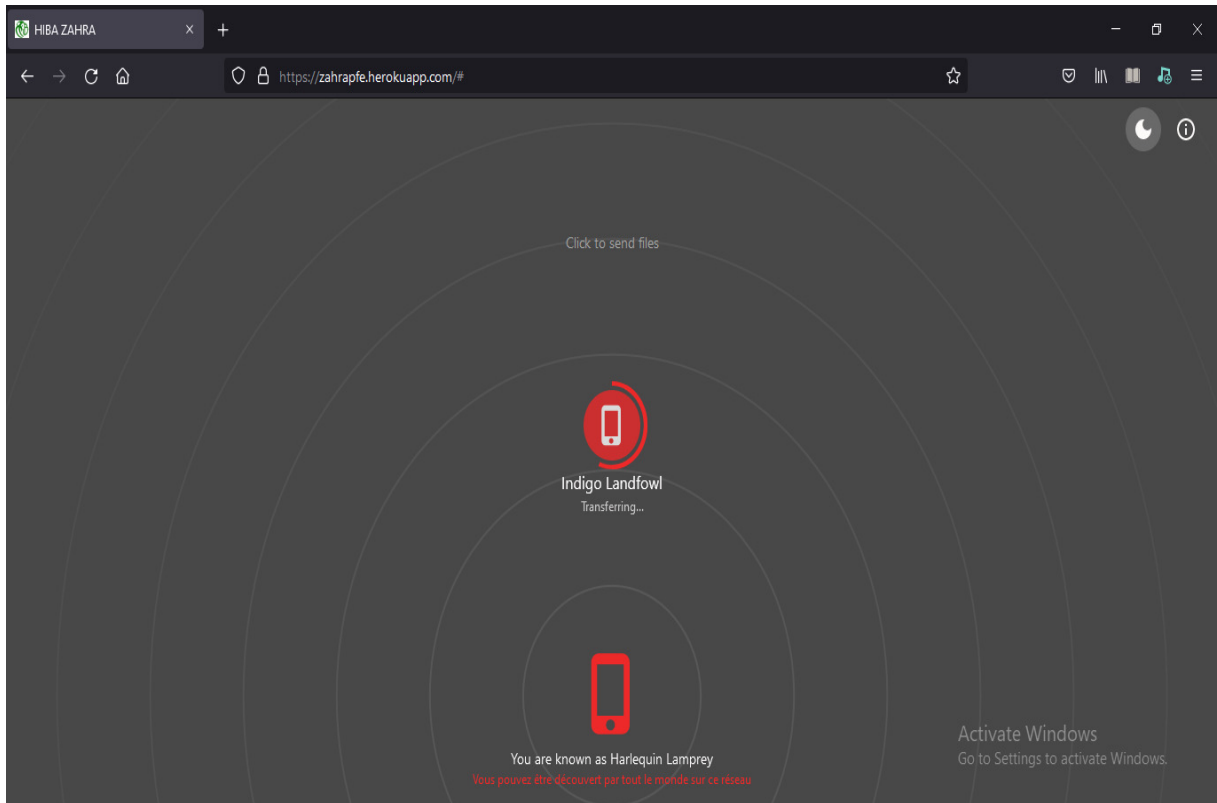 HIBA ZAHRA
https://zahrapfe.herokuapp.com/#
Click to send files
Indigo Landfowl
Transferring...
You are known as Harlequin Lamprey
Vous pouvez être découvert par tout le monde sur ce réseau
Activate Windows
Go to Settings to activate Windows.